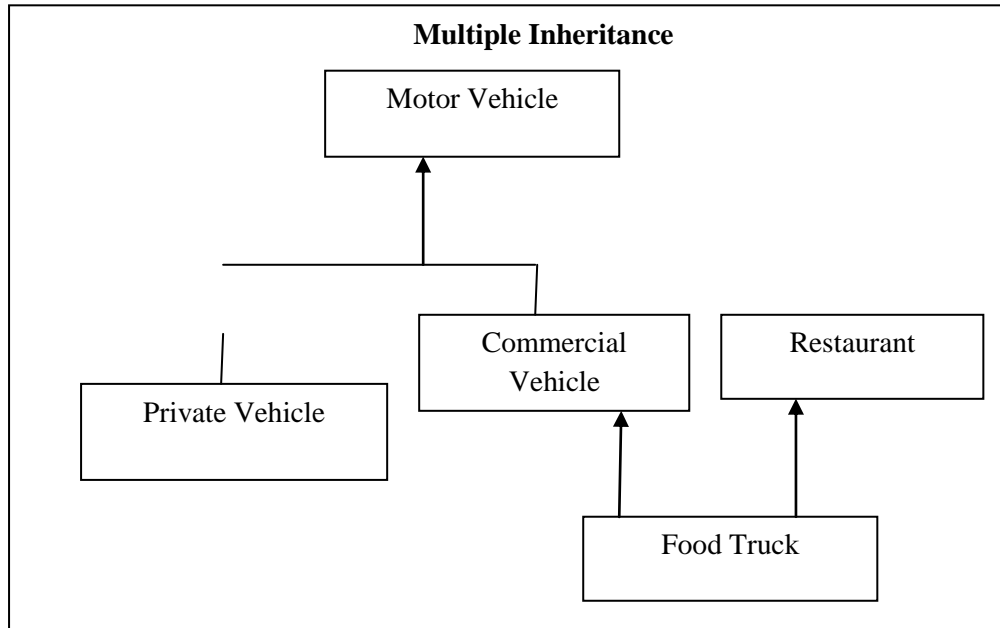 Multiple Inheritance
Motor Vehicle
Commercial
Vehicle
Restaurant
Private Vehicle
Food Truck